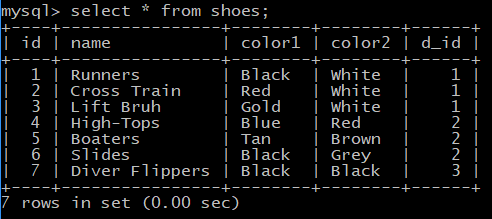 mysql> select * from shoes;
+----+----------------+--------+--------+------+
| id | name           | color1 | color2 | d_id |
+----+----------------+--------+--------+------+
|  1 | Runners        | Black  | White  |    1 |
|  2 | Cross Train    | Red    | White  |    1 |
|  3 | Lift Bruh      | Gold   | White  |    1 |
|  4 | High-Tops      | Blue   | Red    |    2 |
|  5 | Boaters        | Tan    | Brown  |    2 |
|  6 | Slides         | Black  | Grey   |    2 |
|  7 | Diver Flippers | Black  | Black  |    3 |
+----+----------------+--------+--------+------+
7 rows in set (0.00 sec)